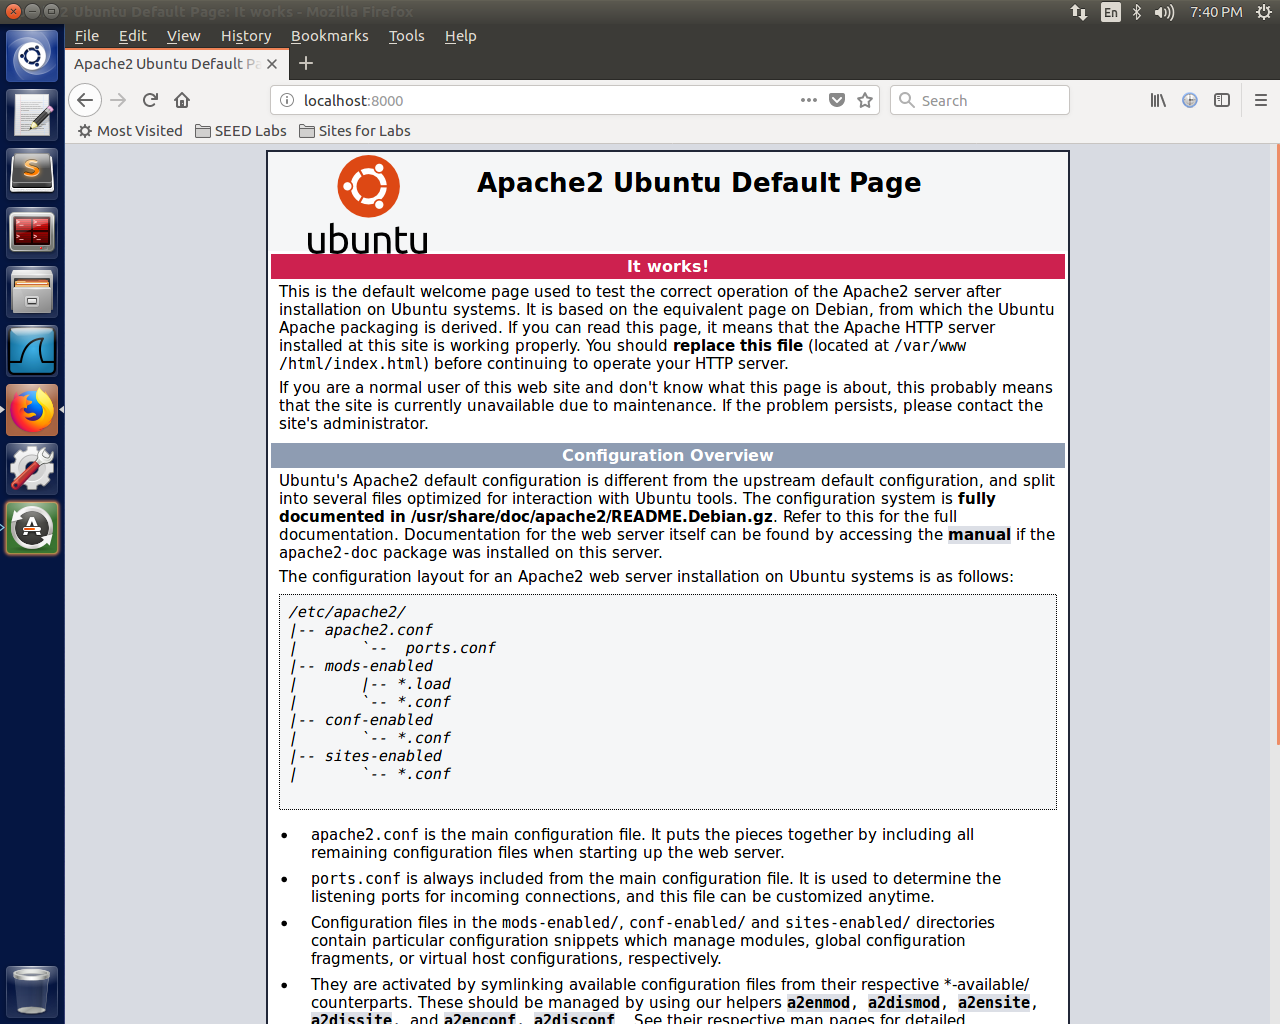 2 Ubuntu Default Page: It works - Mozilla Firefox
En
7:40 PM
File Edit View History Bookmarks Tools Help
Apache2 Ubuntu Default Pa
localhost:8000
Search
Most Visited SEED Labs Sites for Labs
ubuntu
Apache2 Ubuntu Default Page
It works!
This is the default welcome page used to test the correct operation of the Apache2 server after
installation on Ubuntu systems. It is based on the equivalent page on Debian, from which the Ubuntu
Apache packaging is derived. If you can read this page, it means that the Apache HTTP server
installed at this site is working properly. You should replace this file (located at /var/www
/html/index.html) before continuing to operate your HTTP server.
If you are a normal user of this web site and don't know what this page is about, this probably means
that the site is currently unavailable due to maintenance. If the problem persists, please contact the
site's administrator.
Configuration Overview
Ubuntu's Apache2 default configuration is different from the upstream default configuration, and split
into several files optimized for interaction with Ubuntu tools. The configuration system is fully
documented in /usr/share/doc/apache2/README.Debian.gz. Refer to this for the full
documentation. Documentation for the web server itself can be found by accessing the manual if the
apache2-doc package was installed on this server.
The configuration layout for an Apache2 web server installation on Ubuntu systems is as follows:
/etc/apache2/
|-- apache2.conf
|       `--  ports.conf
|-- mods-enabled
|       |-- *.load
|       `-- *.conf
|-- conf-enabled
|       `-- *.conf
|-- sites-enabled
|       `-- *.conf
• apache2.conf is the main configuration file. It puts the pieces together by including all
remaining configuration files when starting up the web server.
• ports.conf is always included from the main configuration file. It is used to determine the
listening ports for incoming connections, and this file can be customized anytime.
• Configuration files in the mods-enabled/, conf-enabled/ and sites-enabled/ directories
contain particular configuration snippets which manage modules, global configuration
fragments, or virtual host configurations, respectively.
• They are activated by symlinking available configuration files from their respective *-available/
counterparts. These should be managed by using our helpers a2enmod, a2dismod, a2ensite,
a2dissite, and a2enconf, a2disconf . See their respective man pages for detailed